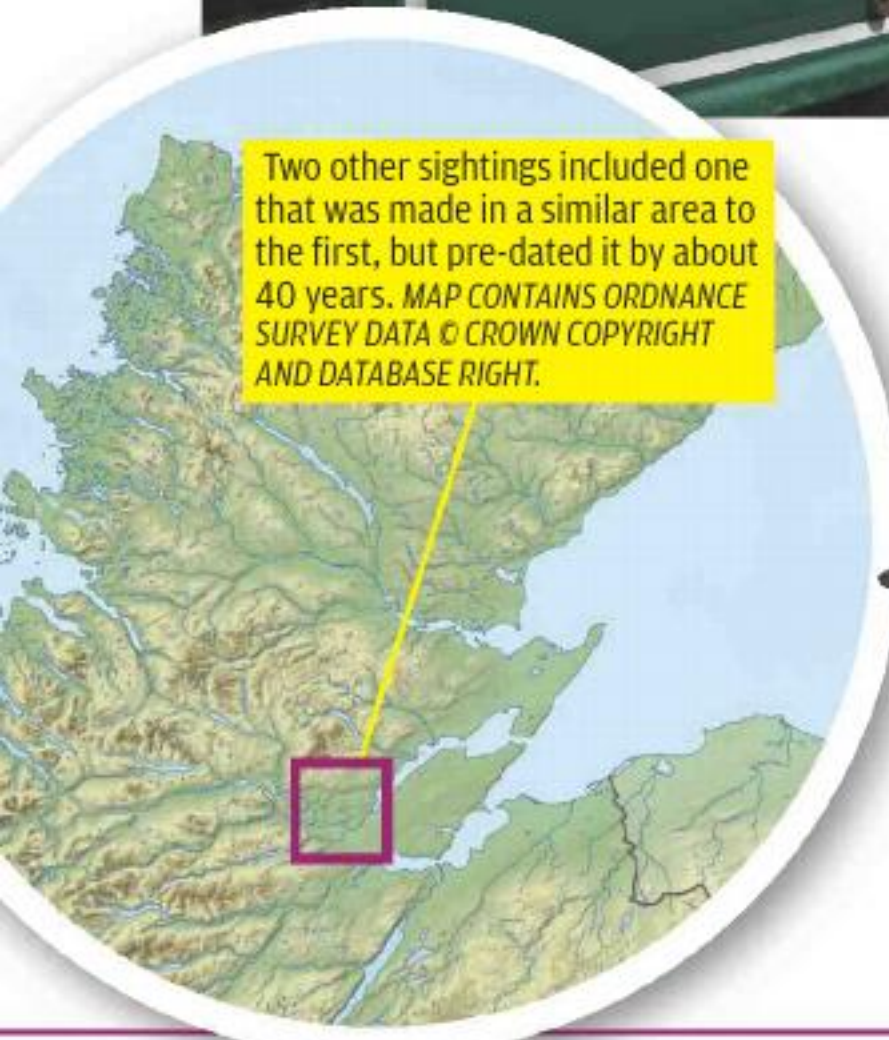 Two other sightings included one
that was made in a similar area to
the first, but pre-dated it by about
40 years. MAP CONTAINS ORDNANCE
SURVEY DATA © CROWN COPYRIGHT
AND DATABASE RIGHT.